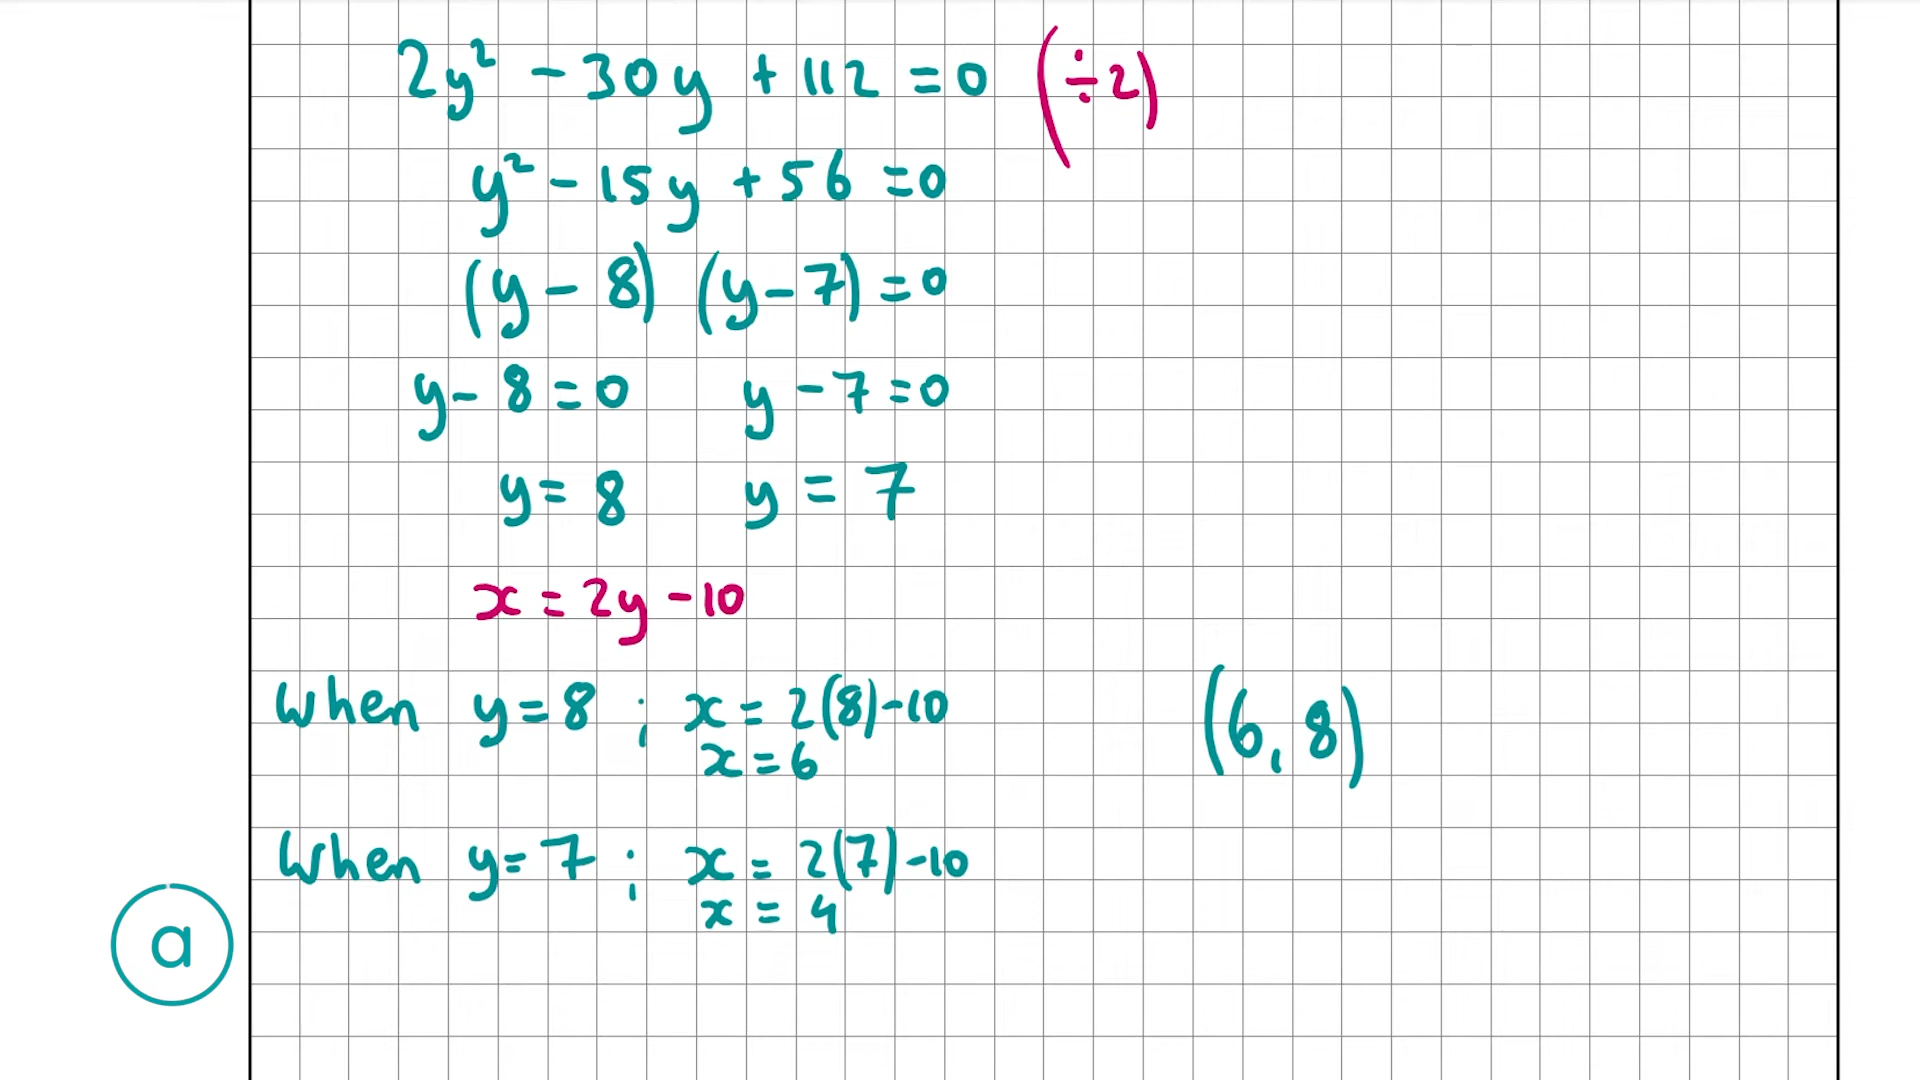 2y² - 30y + 112 = 0 (÷2)
y² - 15y + 56 = 0
(y - 8) (y - 7) = 0
y - 8 = 0 y - 7 = 0
y = 8 y = 7
x = 2y - 10
When y = 8 ; x = 2(8) - 10
x = 6
(6, 8)
When y = 7 ; x = 2(7) - 10
x = 4
a